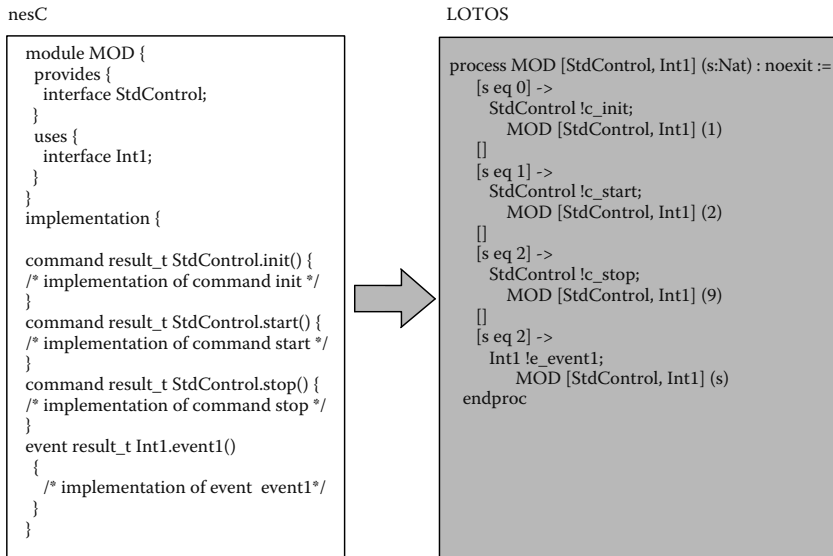 nesC
module MOD {
provides {
interface StdControl;
}
uses {
interface Int1;
}
}
implementation {
command result_t StdControl.init() {
/* implementation of command init */
}
command result_t StdControl.start() {
/* implementation of command start */
}
command result_t StdControl.stop() {
/* implementation of command stop */
}
event result_t Int1.event1()
{
/* implementation of event event1*/
}
}
LOTOS
process MOD [StdControl, Int1] (s:Nat) : noexit :=
[s eq 0] ->
StdControl !c_init;
MOD [StdControl, Int1] (1)
[]
[s eq 1] ->
StdControl !c_start;
MOD [StdControl, Int1] (2)
[]
[s eq 2] ->
StdControl !c_stop;
MOD [StdControl, Int1] (9)
[]
[s eq 2] ->
Int1 !e_event1;
MOD [StdControl, Int1] (s)
endproc